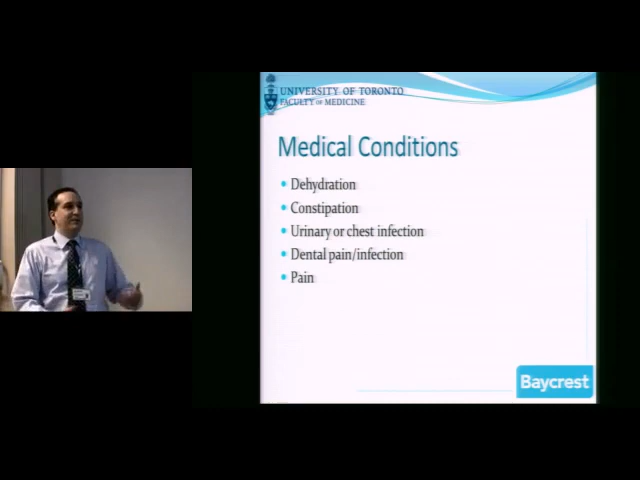 UNIVERSITY OF TORONTO
FACULTY OF MEDICINE
Medical Conditions
• Dehydration
• Constipation
• Urinary or chest infection
• Dental pain/infection
• Pain
Baycrest